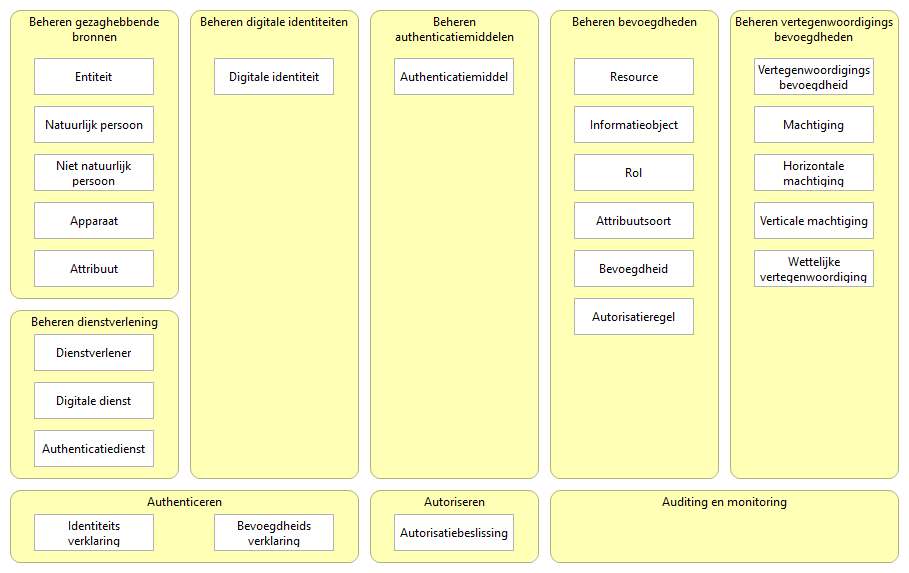 Beheren gezaghebbende
bronnen
Entiteit
Natuurlijk persoon
Niet natuurlijk
persoon
Apparaat
Attribuut
Beheren dienstverlening
Dienstverlener
Digitale dienst
Authenticatiedienst
Beheren digitale identiteiten
Digitale identiteit
Beheren
authenticatiemiddelen
Authenticatiemiddel
Beheren bevoegdheden
Resource
Informatieobject
Rol
Attribuutsoort
Bevoegdheid
Autorisatieregel
Beheren vertegenwoordigings
bevoegdheden
Vertegenwoordigings
bevoegdheid
Machtiging
Horizontale
machtiging
Verticale machtiging
Wettelijke
vertegenwoordiging
Authenticeren
Identiteits
verklaring
Bevoegdheids
verklaring
Autoriseren
Autorisatiebeslissing
Auditing en monitoring